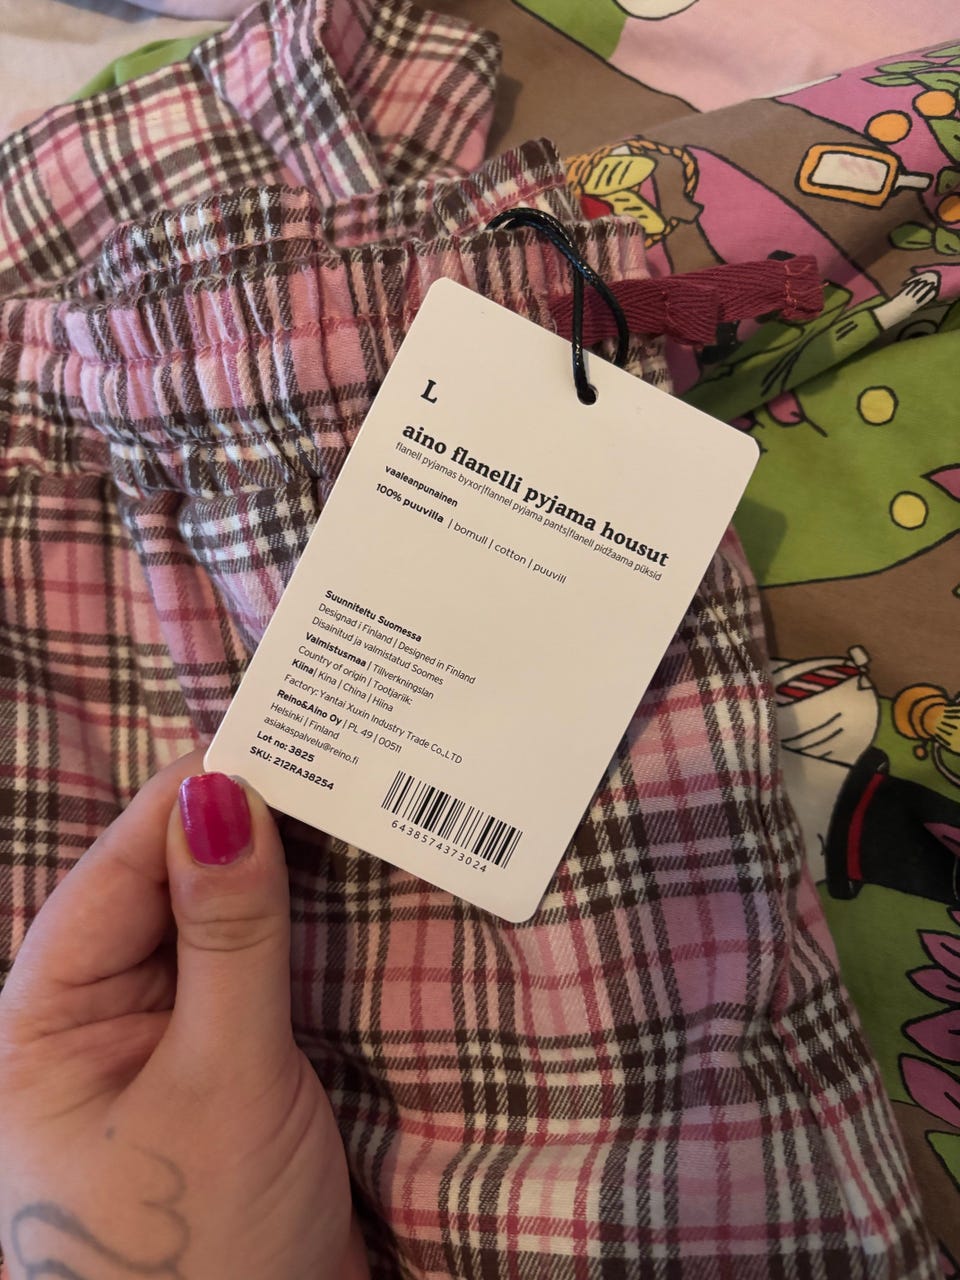 L
aino flanelli pyjama housut
flanell pyjamas byxor|flannel pyjama pants|flanell pidžaama püksid
vaaleanpunainen
100% puuvilla | bomull | cotton | puuvill
Suunniteltu Suomessa
Designad i Finland | Designed in Finland
Disainitud ja valmistatud Soomes
Valmistusmaa | Tillverkningslan
Country of origin | Tootjariik:
Kiina| Kina | China | Hiina
Factory: Yantai Xuxin Industry Trade Co.,LTD
Reino&Aino Oy | PL 49 | 00511
Helsinki | Finland
asiakaspalvelu@reino.fi
Lot no: 3825
SKU: 212RA38254
6438574373024